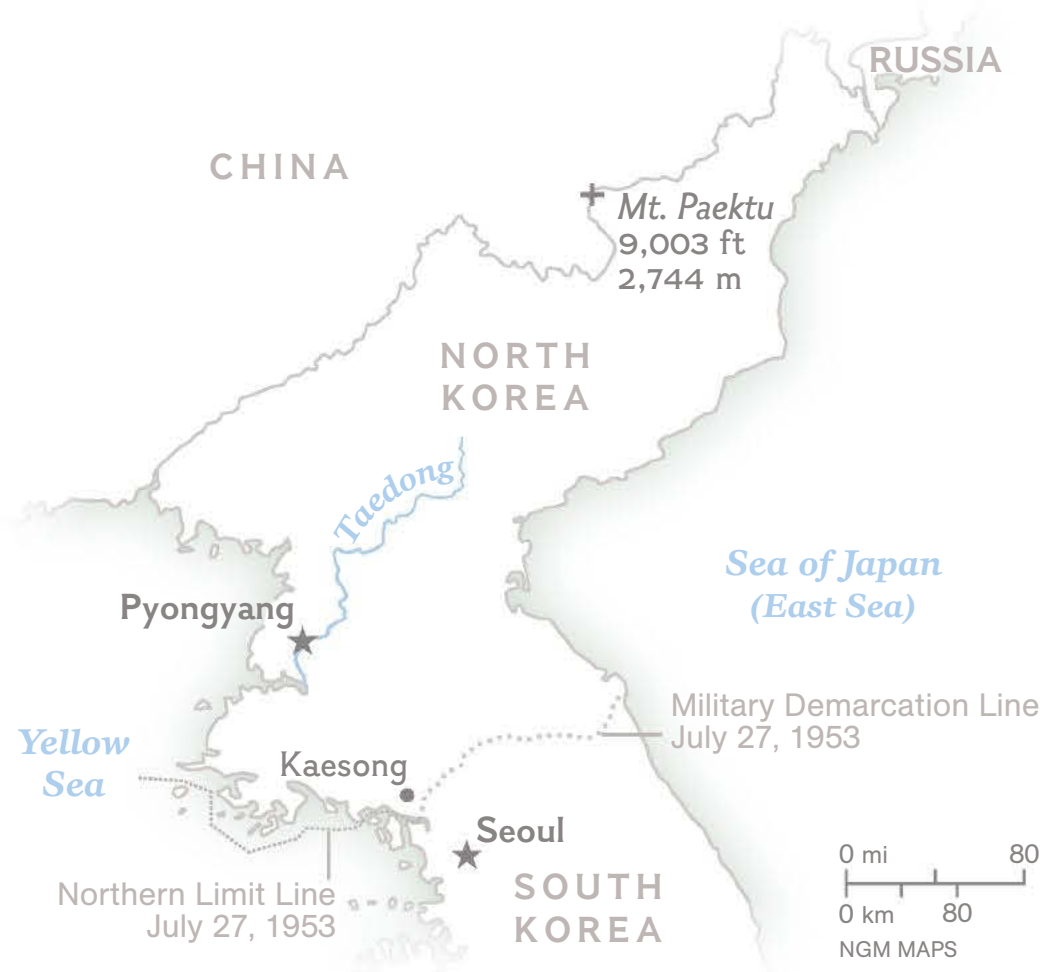 RUSSIA
CHINA
Mt. Paektu
9,003 ft
2,744 m
NORTH
KOREA
Taedong
Sea of Japan
(East Sea)
Pyongyang
Military Demarcation Line
July 27, 1953
Yellow
Sea
Kaesong
Seoul
SOUTH
KOREA
Northern Limit Line
July 27, 1953
0 mi 80
0 km 80
NGM MAPS